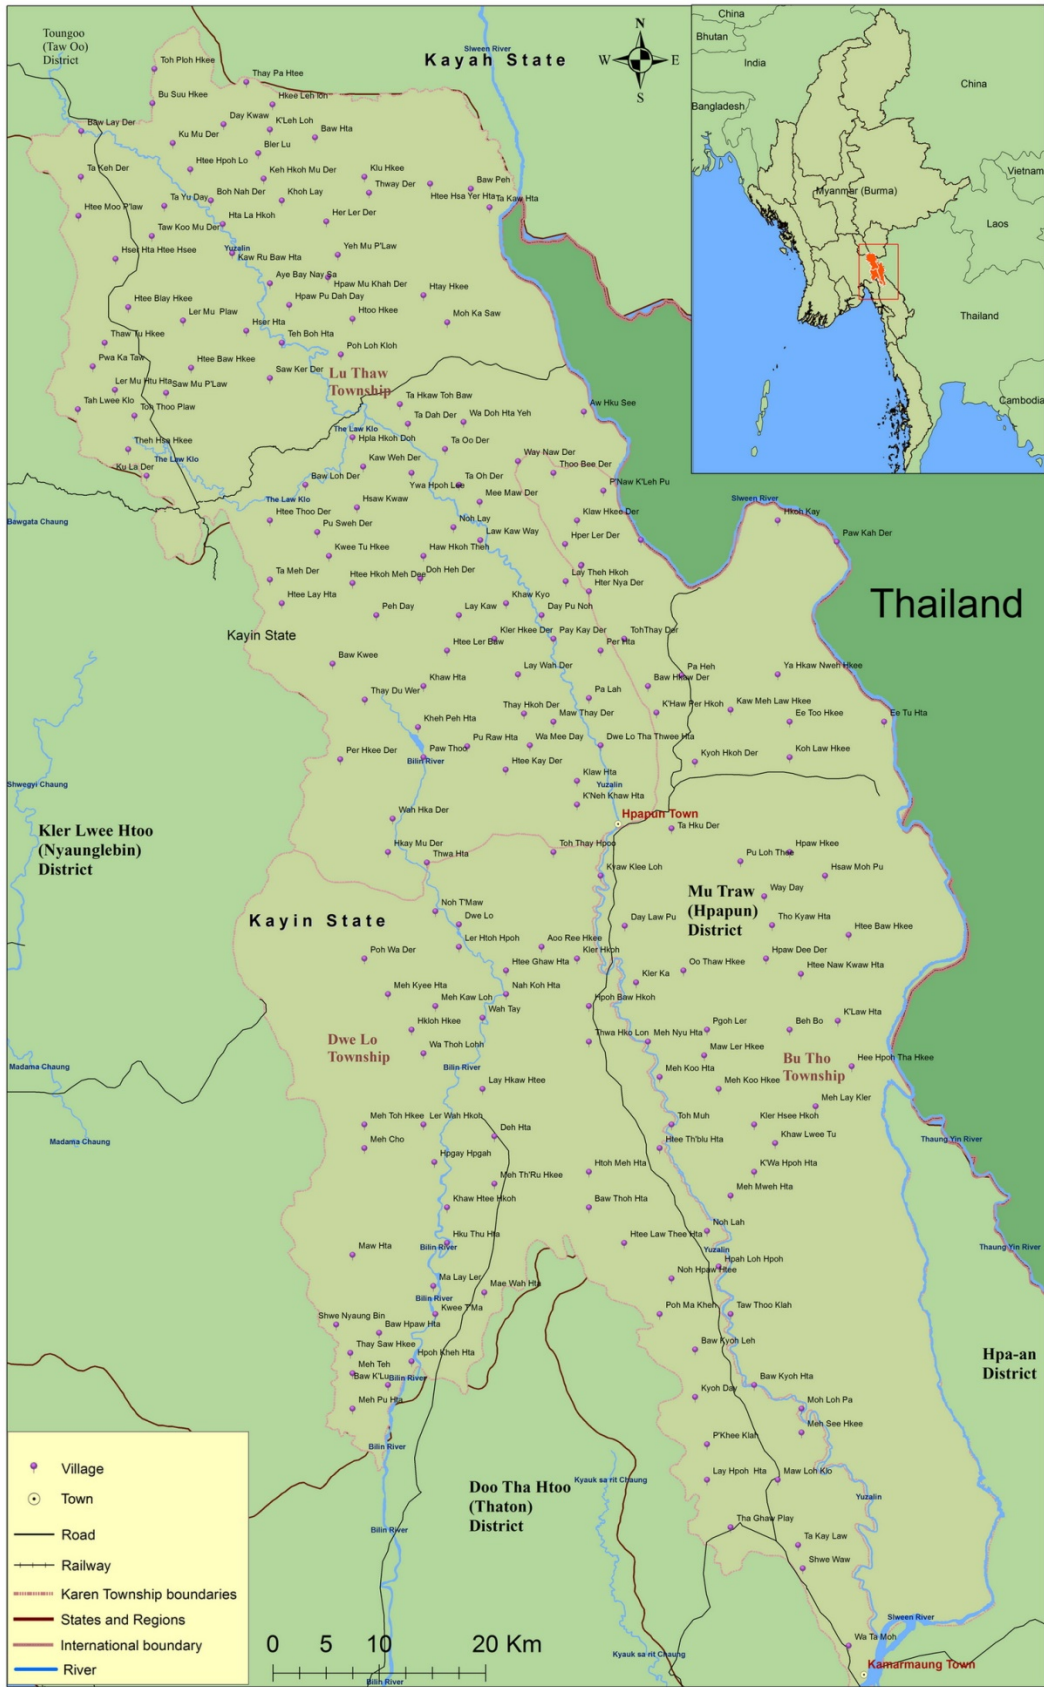 Toungoo
(Taw Oo)
District
Slween River
Kayah State
N
W
E
S
China
Bhutan
India
China
Bangladesh
Vietnam
Myanmar (Burma)
Laos
Thailand
Cambodia
Toh Ploh Hkee
Thay Pa Htee
Bu Suu Hkee
Hkee Leh loh
Day Kwaw
K'Leh Loh
Baw Lay Der
Baw Hta
Ku Mu Der
Bler Lu
Htee Hpoh Lo
Keh Hkoh Mu Der
Klu Hkee
Ta Keh Der
Thway Der
Baw Peh
Boh Nah Der
Khoh Lay
Htee Hsa Yer Hta
Ta Yu Day
Ta Kaw Hta
Htee Moo P'law
Hta La Hkoh
Her Ler Der
Taw Koo Mu Der
Hser Hta Htee Hsee
Yuzalin
Yeh Mu P'Law
Kaw Ru Baw Hta
Aye Bay Nay Sa
Hpaw Mu Khah Der
Htay Hkee
Htee Blay Hkee
Hpaw Pu Dah Day
Ler Mu Plaw
Htoo Hkee
Moh Ka Saw
Hser Hta
Thaw Tu Hkee
Teh Boh Hta
Poh Loh Kloh
Pwa Ka Taw
Htee Baw Hkee
Saw Ker Der
Lu Thaw
Township
Ler Mu Htu Hta
Saw Mu P'Law
Tah Lwee Klo
Toh Thoo Plaw
Ta Hkaw Toh Baw
Aw Hku See
Ta Dah Der
Wa Doh Hta Yeh
The Law Klo
Theh Hsa Hkee
Hpla Hkoh Doh
Ta Oo Der
The Law Klo
Ku La Der
Kaw Weh Der
Way Naw Der
Thoo Bee Der
Baw Loh Der
Ywa Hpoh Lee
Ta Oh Der
P'Naw K'Leh Pu
The Law Klo
Mee Maw Der
Slween River
Hsaw Kwaw
Bawgata Chaung
Htee Thoo Der
Hkoh Kay
Pu Sweh Der
Noh Lay
Klaw Hkee Der
Law Kaw Way
Hper Ler Der
Paw Kah Der
Kwee Tu Hkee
Haw Hkoh Theh
Ta Meh Der
Htee Hkoh Meh Dee
Doh Heh Der
Loy Theh Hkoh
Hter Nya Der
Htee Lay Hta
Khaw Kyo
Thailand
Peh Day
Lay Kaw
Day Pu Noh
Kayin State
Htee Ler Baw
Kler Hkee Der
Pay Kay Der
TohThay Der
Per Hta
Baw Kwee
Lay Wah Der
Pa Heh
Ya Hkaw Nweh Hkee
Khaw Hta
Baw Hkaw Der
Thay Du Wer
Pa Lah
Thay Hkoh Der
K'Haw Per Hkoh
Kaw Meh Law Hkee
Maw Thay Der
Ee Too Hkee
Ee Tu Hta
Kheh Peh Hta
Pu Raw Hta
Wa Mee Day
Dwe Lo Tha Thwee Hta
Per Hkee Der
Paw Thoo
Bilin River
Htee Kay Der
Kyoh Hkoh Der
Koh Law Hkee
Klaw Hta
Shwegyi Chaung
Yuzalin
K'Neh Khaw Hta
Wah Hka Der
Hpapun Town
Kler Lwee Htoo
(Nyaunglebin)
District
Ta Hku Der
Hkay Mu Der
Toh Thay Hpoo
Hpaw Hkee
Thwa Hta
Pu Loh Thee
Kyaw Klee Loh
Hsaw Moh Pu
Mu Traw
(Hpapun)
District
Way Day
Noh T'Maw
Kayin State
Dwe Lo
Day Law Pu
Tho Kyaw Hta
Htee Baw Hkee
Ler Htoh Hpoh
Aoo Ree Hkee
Poh Wa Der
Kler Hkoh
Hpaw Dee Der
Htee Ghaw Hta
Oo Thaw Hkee
Htee Naw Kwaw Hta
Kler Ka
Meh Kyee Hta
Nah Koh Hta
Meh Kaw Loh
Hpoh Baw Hkoh
Wah Tay
K'Law Hta
Hkloh Hkee
Pgoh Ler
Beh Bo
Dwe Lo
Township
Thwa Hko Lon
Meh Nyu Hta
Wa Thoh Lohh
Maw Ler Hkee
Bu Tho
Township
Hee Hpoh Tha Hkee
Madama Chaung
Bilin River
Meh Koo Hta
Lay Hkaw Htee
Meh Koo Hkee
Meh Lay Kler
Meh Toh Hkee
Ler Wah Hkoh
Toh Muh
Kler Hsee Hkoh
Madama Chaung
Deh Hta
Thaung Yin River
Meh Cho
Htee Th'blu Hta
Khaw Lwee Tu
Hpgay Hpgah
Htoh Meh Hta
K'Wa Hpoh Hta
Meh Th'Ru Hkee
Meh Mweh Hta
Khaw Htee Hkoh
Baw Thoh Hta
Noh Lah
Hku Thu Hta
Htee Law Thee Hta
Maw Hta
Bilin River
Yuzalin
Thaung Yin River
Hpah Loh Hpoh
Noh Hpaw Htee
Ma Lay Ler
Mae Wah Hta
Bilin River
Shwe Nyaung Bin
Kwee T'Ma
Poh Ma Kheh
Taw Thoo Klah
Baw Hpaw Hta
Thay Saw Hkee
Hpoh Kheh Hta
Baw Kyoh Leh
Hpa-an
District
Meh Teh
Baw K'Lu
Bilin River
Baw Kyoh Hta
Kyoh Day
Meh Pu Hta
Moh Loh Pa
Meh See Hkee
Bilin River
P'Khee Klah
Village
Doo Tha Htoo
(Thaton)
District
Kyauk sa rit Chaung
Lay Hpoh Hta
Maw Loh Klo
Town
Yuzalin
Road
Bilin River
Tha Ghaw Play
Ta Kay Law
Railway
Shwe Waw
Karen Township boundaries
States and Regions
Slween River
International boundary
0 5 10 20 Km
Wa Ta Moh
River
Kyauk sa rit Chaung
Kamarmaung Town
Bilin River